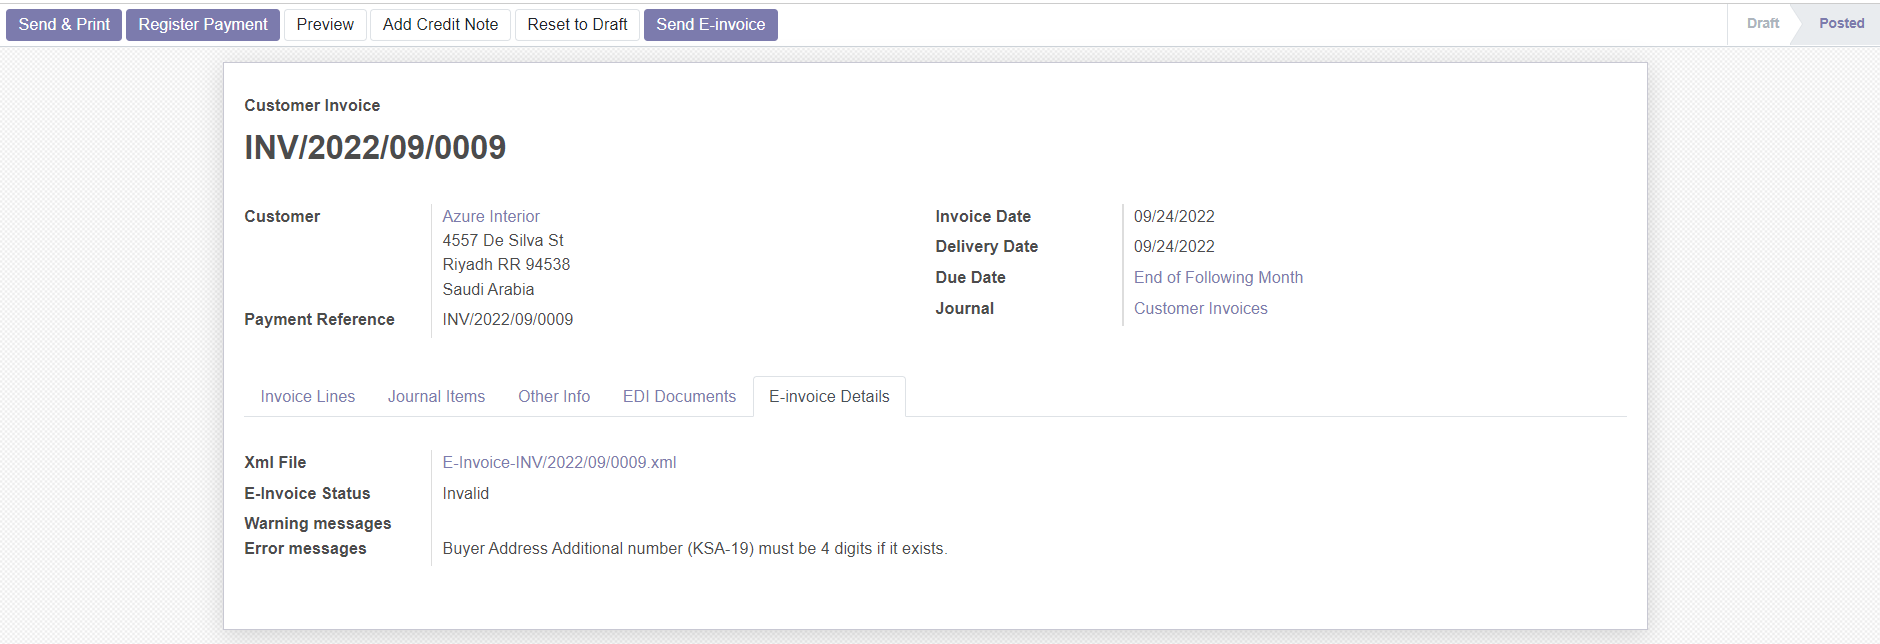 Send & Print Register Payment Preview Add Credit Note Reset to Draft Send E-invoice Draft Posted
Customer Invoice
INV/2022/09/0009
Customer Azure Interior
4557 De Silva St
Riyadh RR 94538
Saudi Arabia
Payment Reference INV/2022/09/0009
Invoice Date 09/24/2022
Delivery Date 09/24/2022
Due Date End of Following Month
Journal Customer Invoices
Invoice Lines Journal Items Other Info EDI Documents E-invoice Details
Xml File E-Invoice-INV/2022/09/0009.xml
E-Invoice Status Invalid
Warning messages
Error messages Buyer Address Additional number (KSA-19) must be 4 digits if it exists.